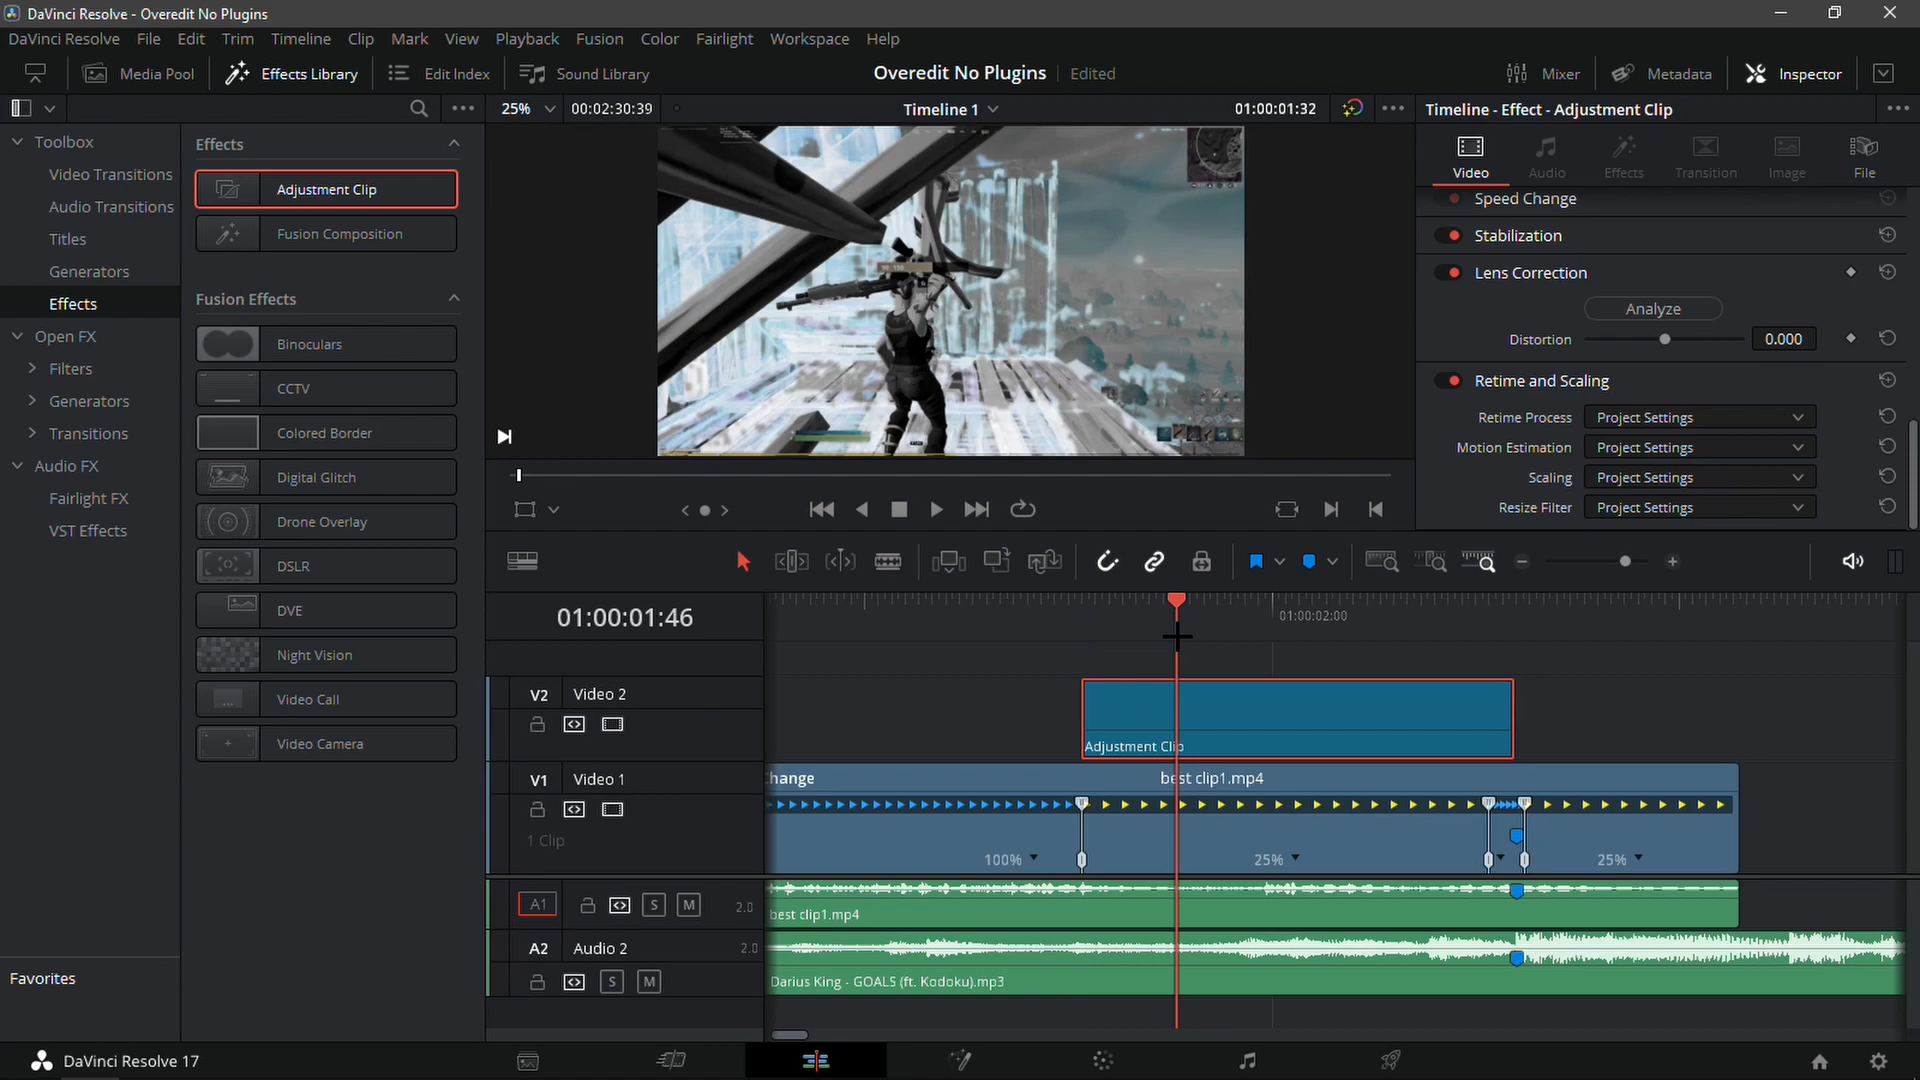 DaVinci Resolve - Overedit No Plugins
DaVinci Resolve File Edit Trim Timeline Clip Mark View Playback Fusion Color Fairlight Workspace Help
Media Pool Effects Library Edit Index Sound Library Overedit No Plugins Edited Mixer Metadata Inspector
25% 00:02:30:39 Timeline 1 01:00:01:32 Timeline - Effect - Adjustment Clip
Toolbox
Video Transitions
Audio Transitions
Titles
Generators
Effects
Open FX
Filters
Generators
Transitions
Audio FX
Fairlight FX
VST Effects
Favorites
Effects
Adjustment Clip
Fusion Composition
Fusion Effects
Binoculars
CCTV
Colored Border
Digital Glitch
Drone Overlay
DSLR
DVE
Night Vision
Video Call
Video Camera
Video Audio Effects Transition Image File
Speed Change
Stabilization
Lens Correction
Analyze
Distortion 0.000
Retime and Scaling
Retime Process Project Settings
Motion Estimation Project Settings
Scaling Project Settings
Resize Filter Project Settings
01:00:01:46
01:00:02:00
V2 Video 2
Adjustment Clip
V1 Video 1
1 Clip
Change best clip1.mp4
100% 25% 25%
A1 S M 2.0
best clip1.mp4
A2 Audio 2 2.0
S M
Darius King - GOALS (ft. Kodoku).mp3
DaVinci Resolve 17